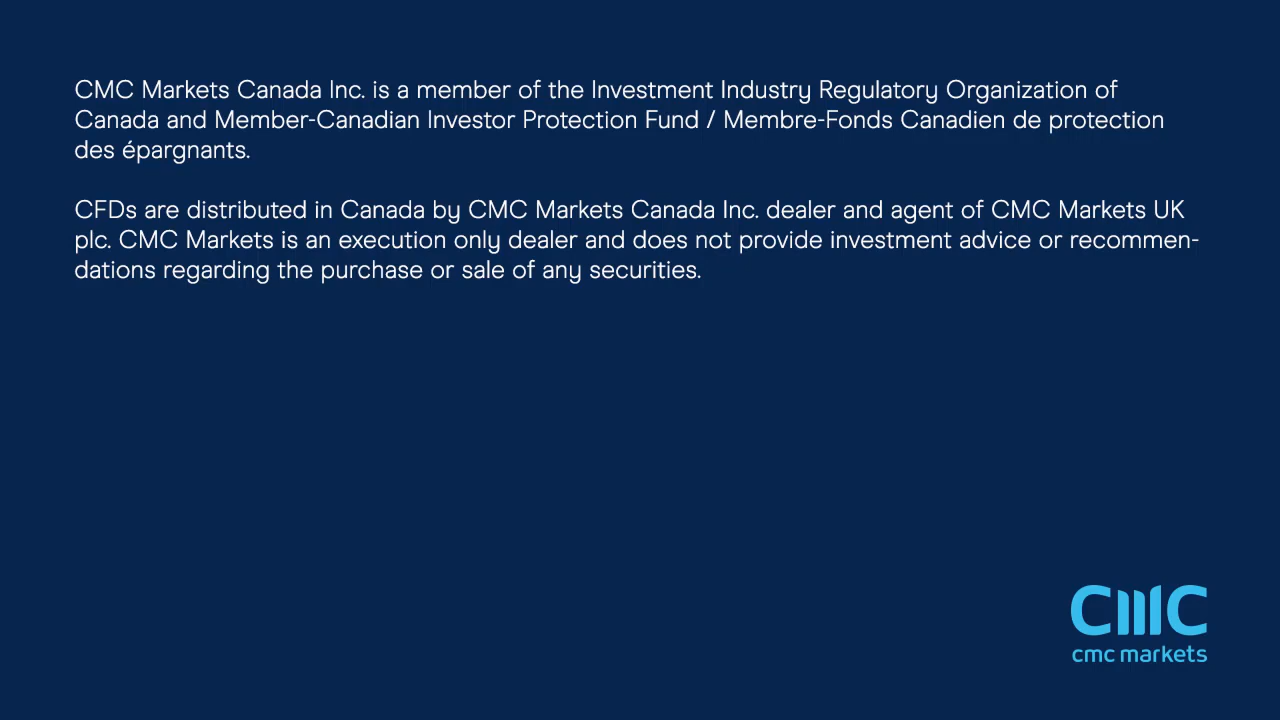 CMC Markets Canada Inc. is a member of the Investment Industry Regulatory Organization of
Canada and Member-Canadian Investor Protection Fund / Membre-Fonds Canadien de protection
des épargnants.
CFDs are distributed in Canada by CMC Markets Canada Inc. dealer and agent of CMC Markets UK
plc. CMC Markets is an execution only dealer and does not provide investment advice or recommen-
dations regarding the purchase or sale of any securities.
CMC
cmc markets